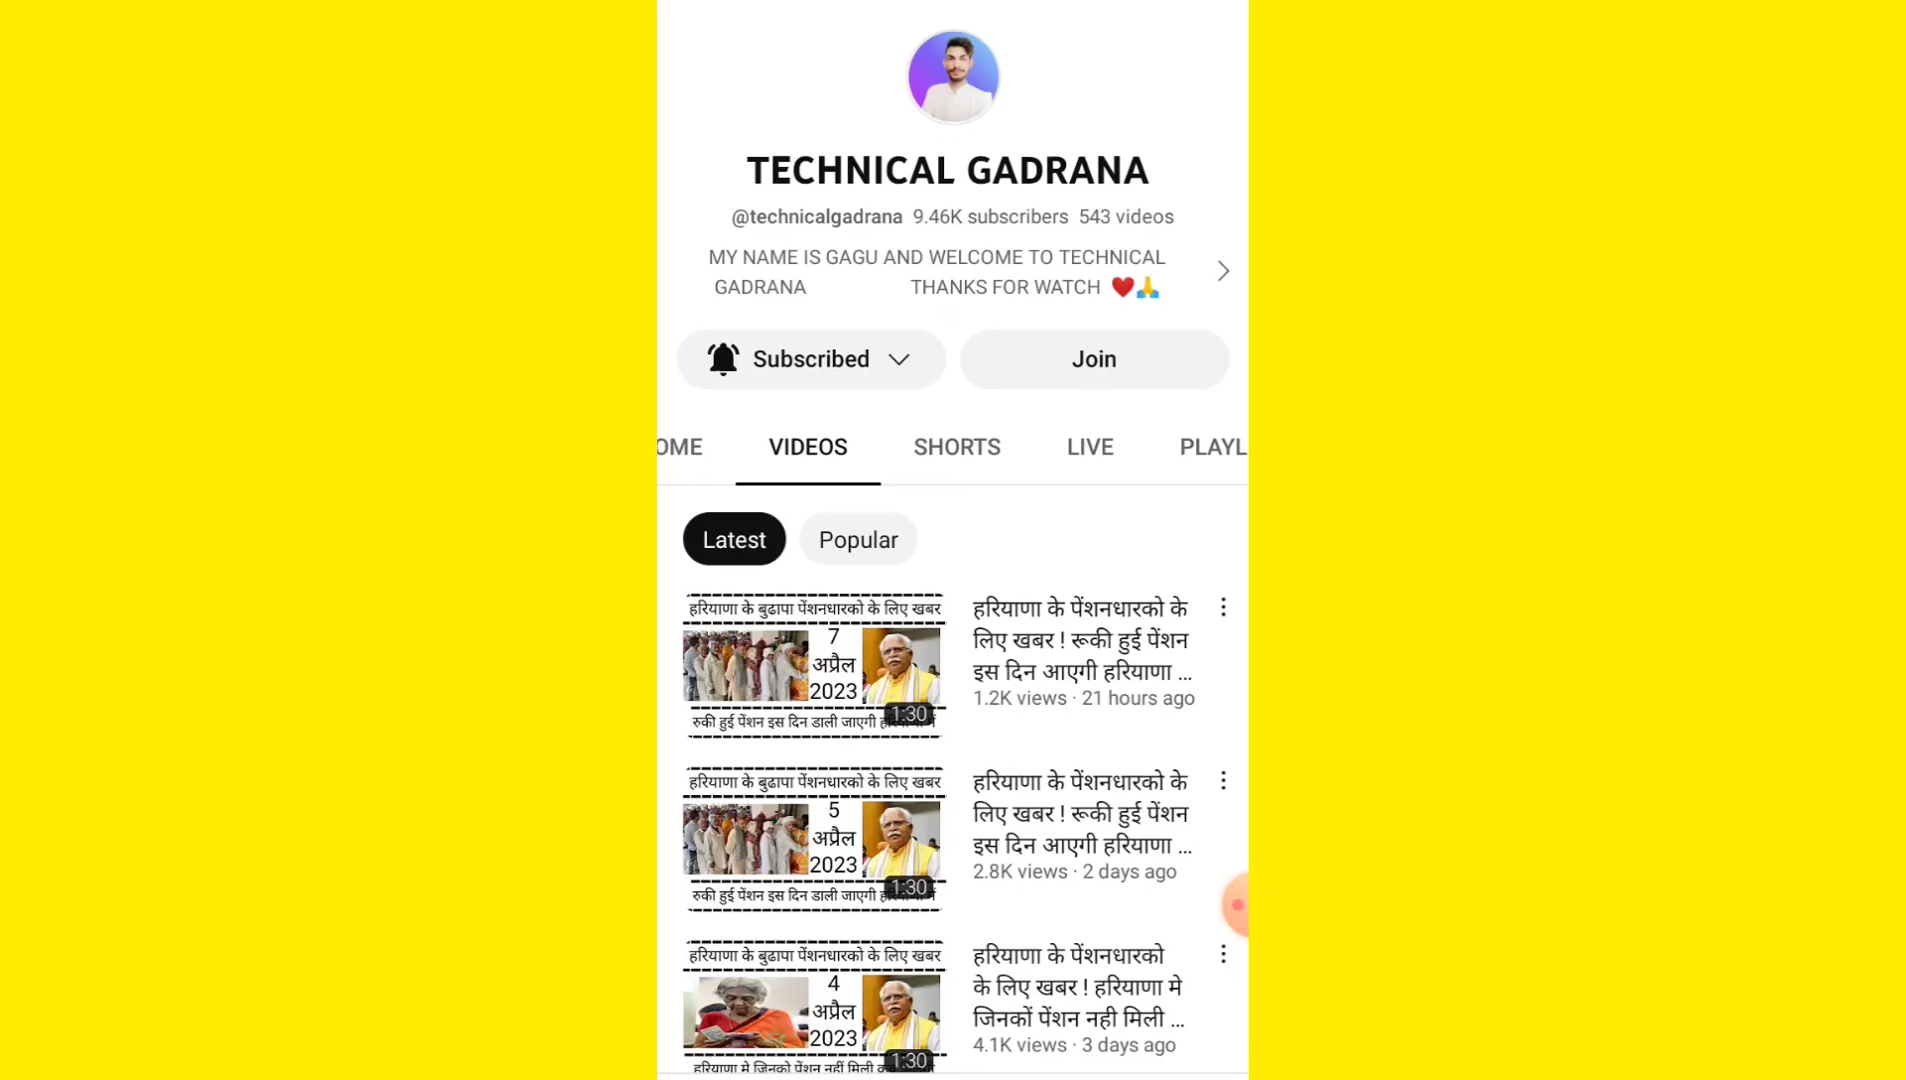 TECHNICAL GADRANA
@technicalgadrana 9.46K subscribers 543 videos
MY NAME IS GAGU AND WELCOME TO TECHNICAL
GADRANA THANKS FOR WATCH ❤️🙏
Subscribed
Join
OME VIDEOS SHORTS LIVE PLAYL
Latest Popular
हरियाणा के बुढापा पेंशनधारको के लिए खबर
7
अप्रैल
2023
रुकी हुई पेंशन इस दिन डाली जाएगी
1:30
हरियाणा के पेंशनधारको के
लिए खबर ! रूकी हुई पेंशन
इस दिन आएगी हरियाणा ...
1.2K views · 21 hours ago
हरियाणा के बुढापा पेंशनधारको के लिए खबर
5
अप्रैल
2023
रुकी हुई पेंशन इस दिन डाली जाएगी
1:30
हरियाणा के पेंशनधारको के
लिए खबर ! रूकी हुई पेंशन
इस दिन आएगी हरियाणा ...
2.8K views · 2 days ago
हरियाणा के बुढापा पेंशनधारको के लिए खबर
4
अप्रैल
2023
हरियाणा मे जिनको पेंशन नहीं मिली
1:30
हरियाणा के पेंशनधारको
के लिए खबर ! हरियाणा मे
जिनकों पेंशन नही मिली ...
4.1K views · 3 days ago